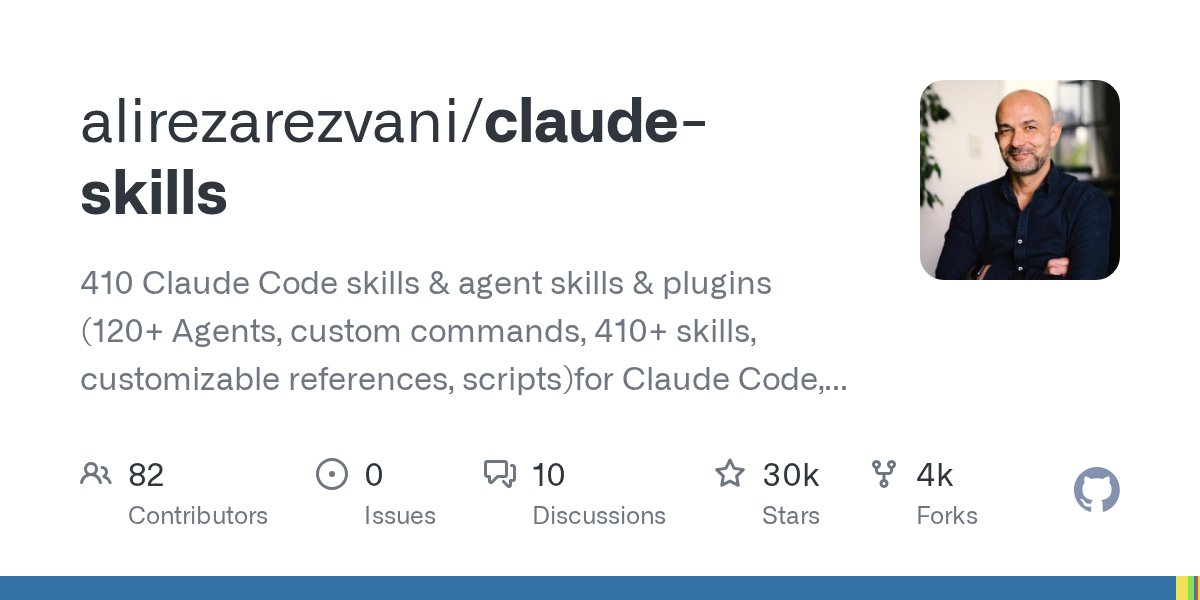 alirezarezvani/claude-
skills
410 Claude Code skills & agent skills & plugins
(120+ Agents, custom commands, 410+ skills,
customizable references, scripts)for Claude Code,...
82
Contributors
0
Issues
10
Discussions
30k
Stars
4k
Forks